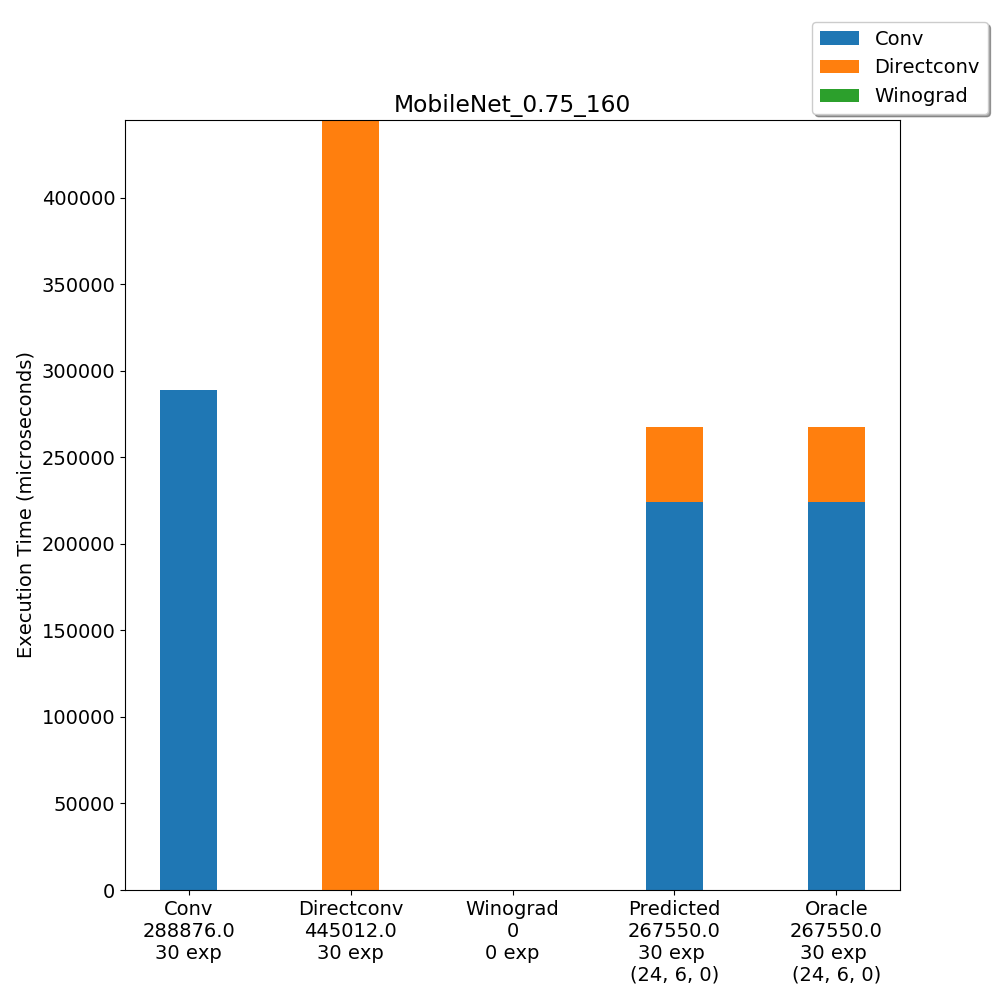 Conv
Directconv
Winograd
MobileNet_0.75_160
Execution Time (microseconds)
400000
350000
300000
250000
200000
150000
100000
50000
0
Conv
288876.0
30 exp
Directconv
445012.0
30 exp
Winograd
0
0 exp
Predicted
267550.0
30 exp
(24, 6, 0)
Oracle
267550.0
30 exp
(24, 6, 0)